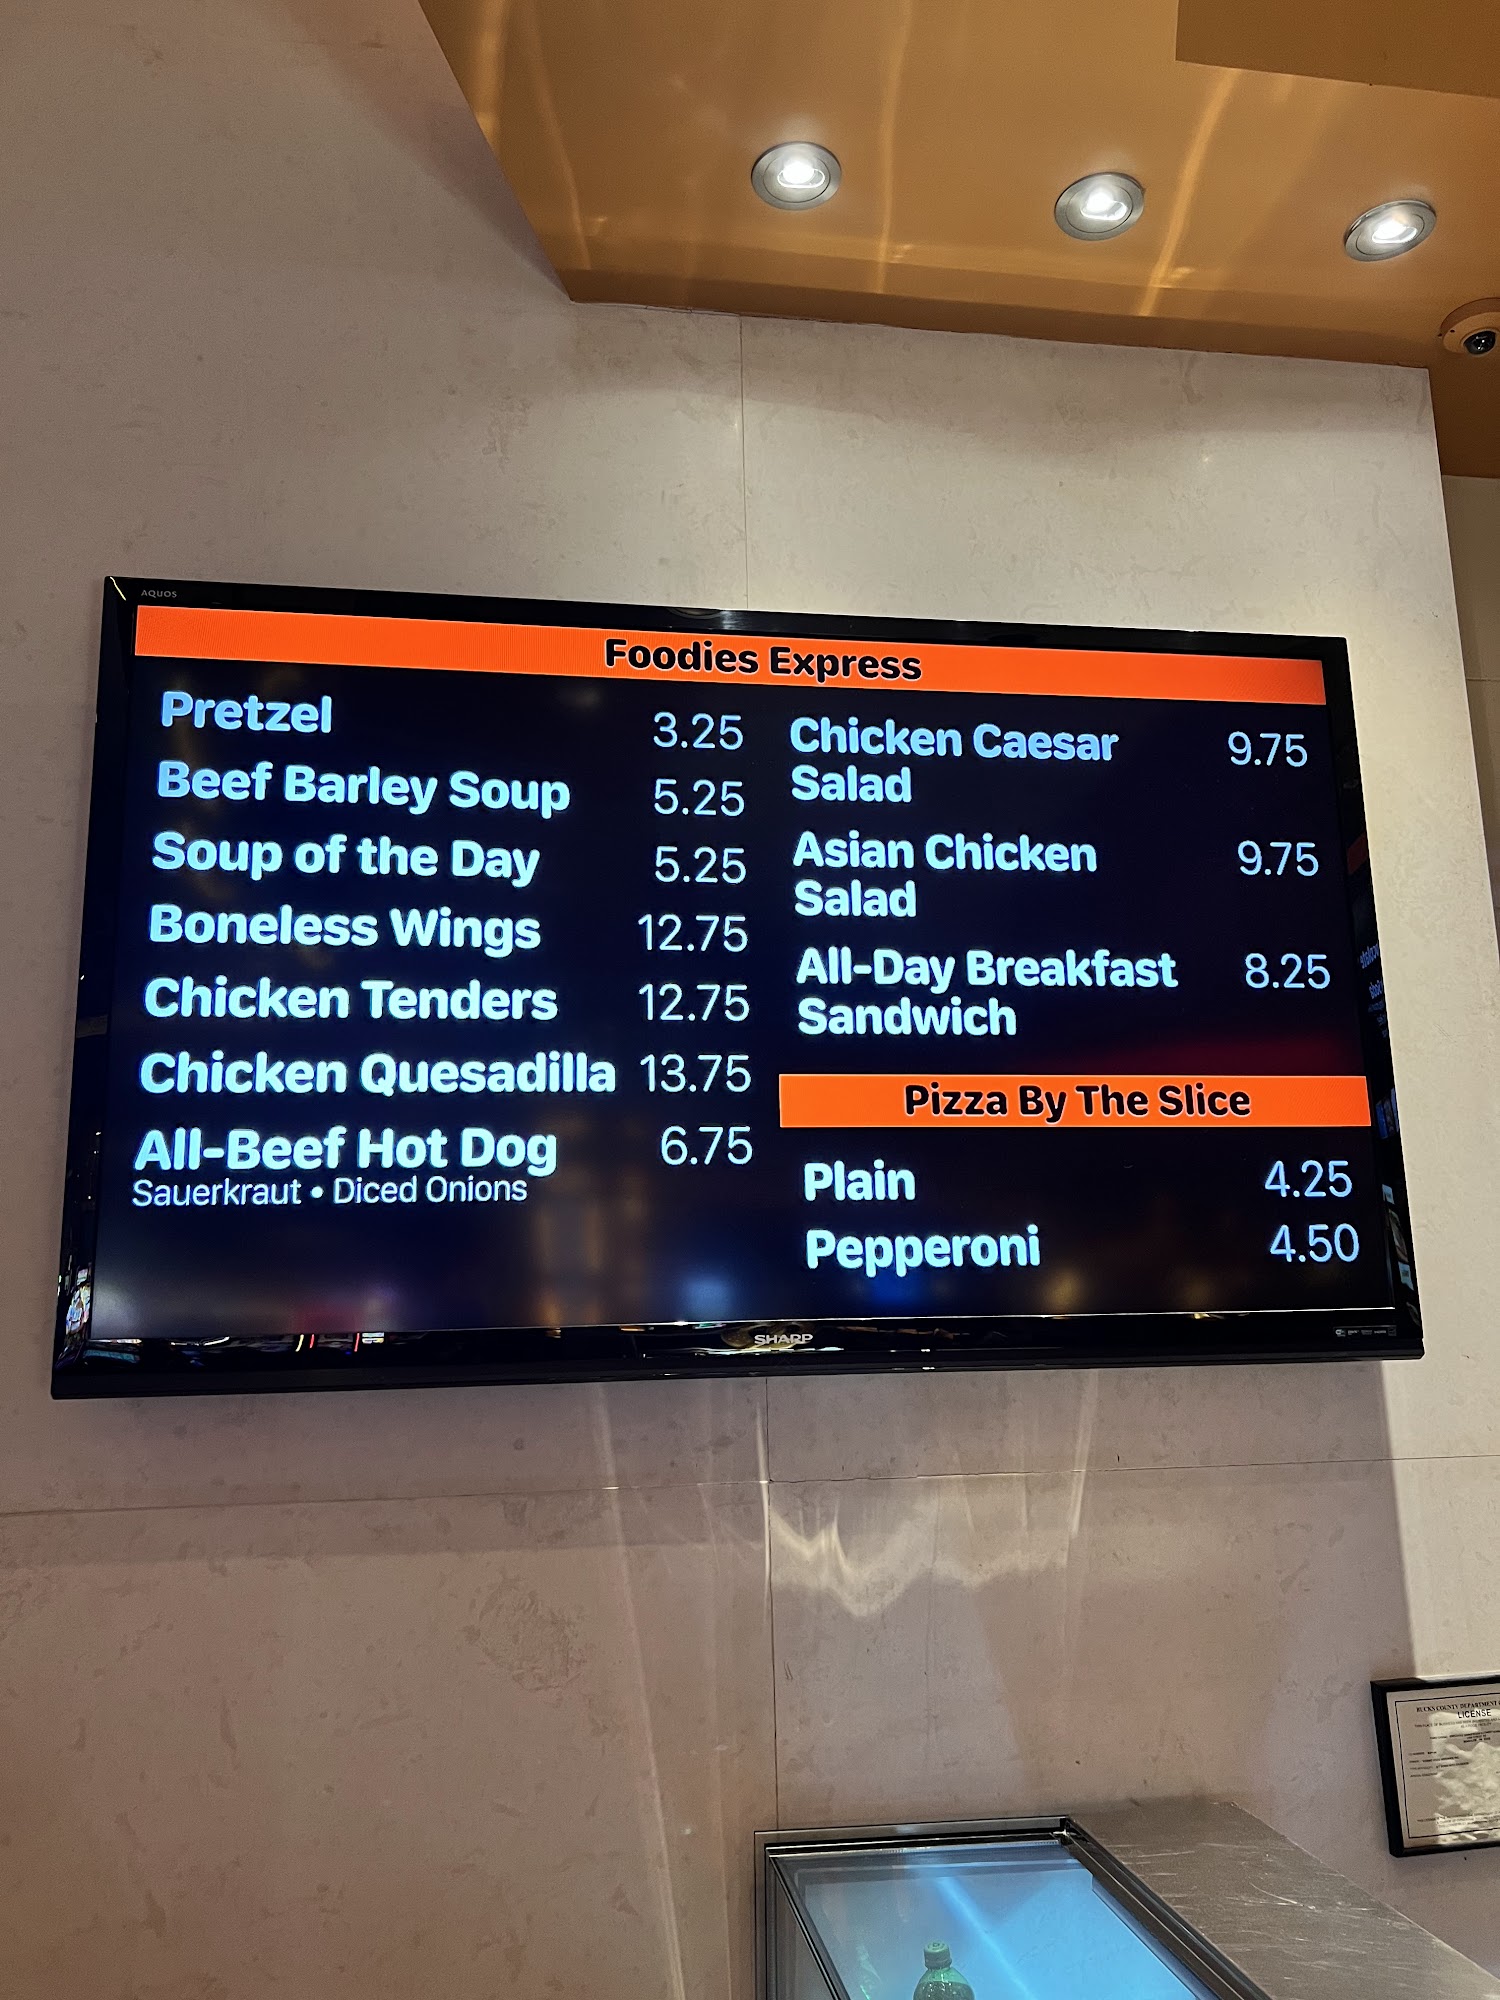 AQUOS
Foodies Express
Pretzel 3.25
Beef Barley Soup 5.25
Soup of the Day 5.25
Boneless Wings 12.75
Chicken Tenders 12.75
Chicken Quesadilla 13.75
All-Beef Hot Dog 6.75
Sauerkraut • Diced Onions
Chicken Caesar 9.75
Salad
Asian Chicken 9.75
Salad
All-Day Breakfast 8.25
Sandwich
Pizza By The Slice
Plain 4.25
Pepperoni 4.50
SHARP
BUCKS COUNTY DEPARTMENT
LICENSE